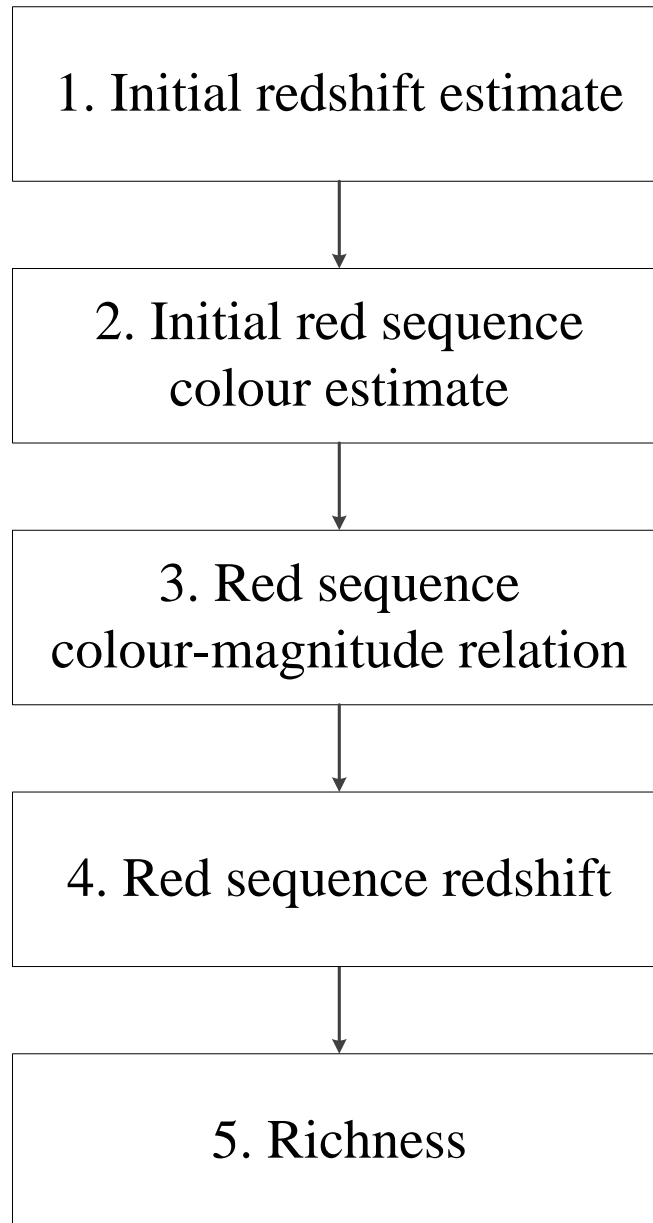 1. Initial redshift estimate
2. Initial red sequence
colour estimate
3. Red sequence
colour-magnitude relation
4. Red sequence redshift
5. Richness